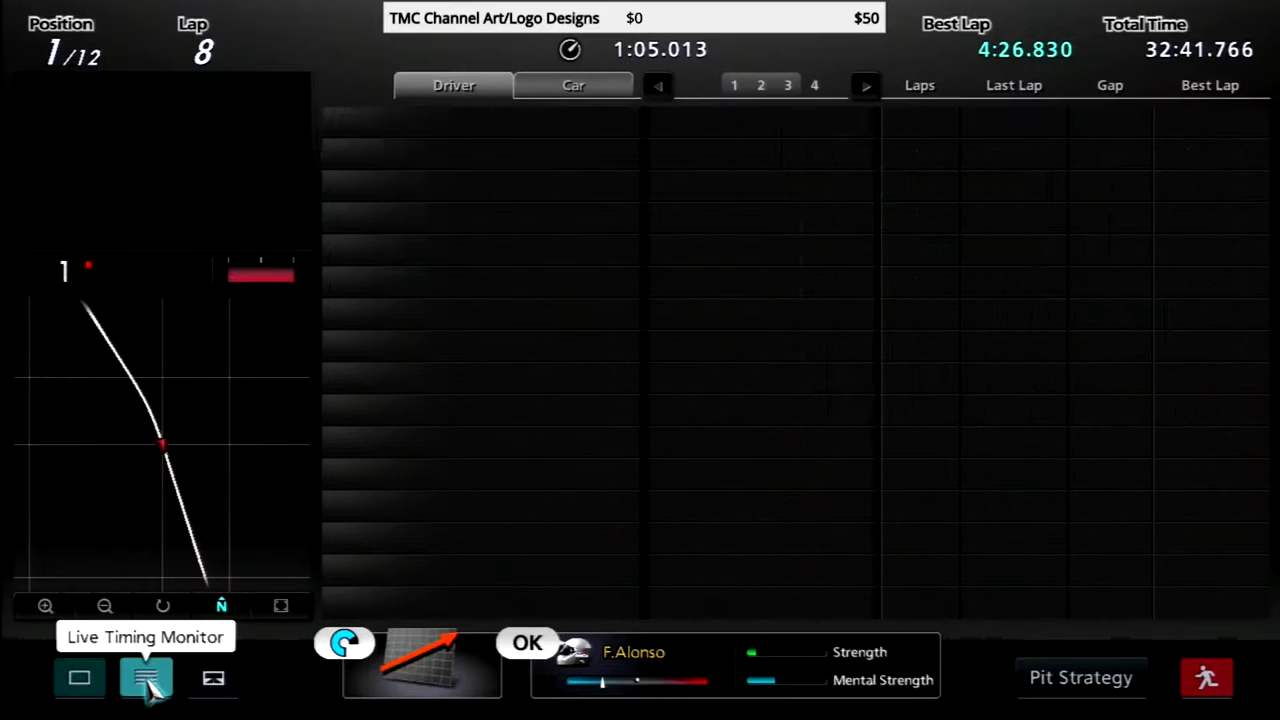 Position
1/12
Lap
8
TMC Channel Art/Logo Designs $0 $50
1:05.013
Best Lap
4:26.830
Total Time
32:41.766
Driver Car 1 2 3 4 Laps Last Lap Gap Best Lap
1
N
Live Timing Monitor
OK
F.Alonso
Strength
Mental Strength
Pit Strategy